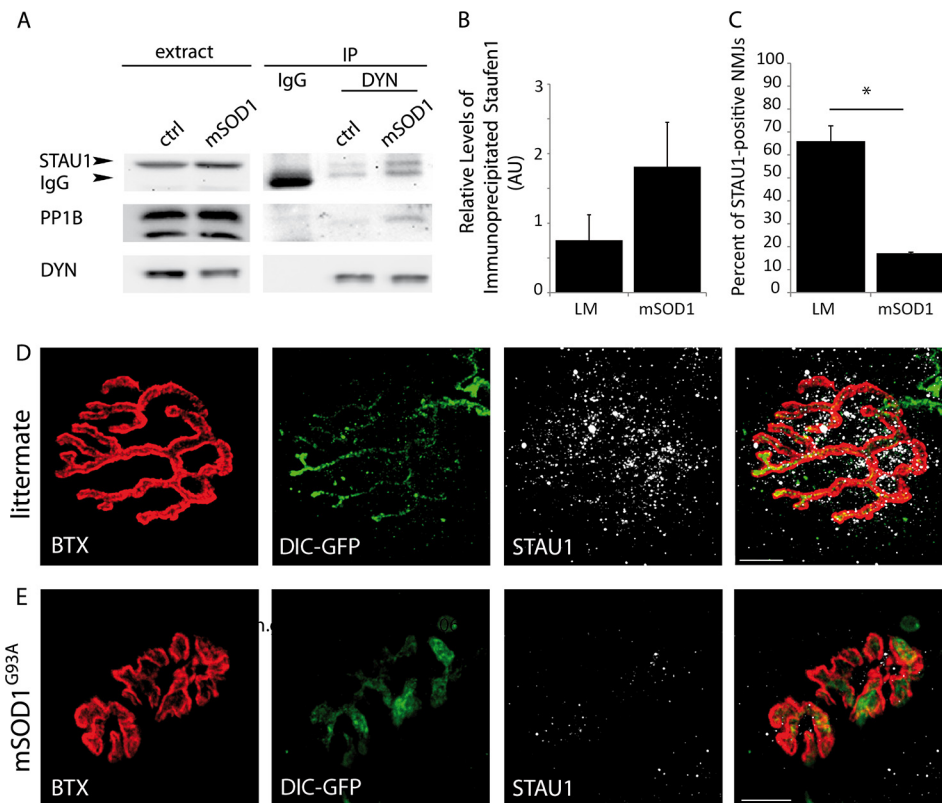 A
extract
IP
IgG
DYN
ctrl
mSOD1
ctrl
mSOD1
STAU1
IgG
PP1B
DYN
B
Relative Levels of
Immunoprecipitated Staufen1
(AU)
3
2
1
0
LM
mSOD1
C
Percent of STAU1-positive NMJs
100
90
80
70
60
50
40
30
20
10
0
*
LM
mSOD1
D
littermate
BTX
DIC-GFP
STAU1
E
mSOD1 G93A
BTX
DIC-GFP
STAU1